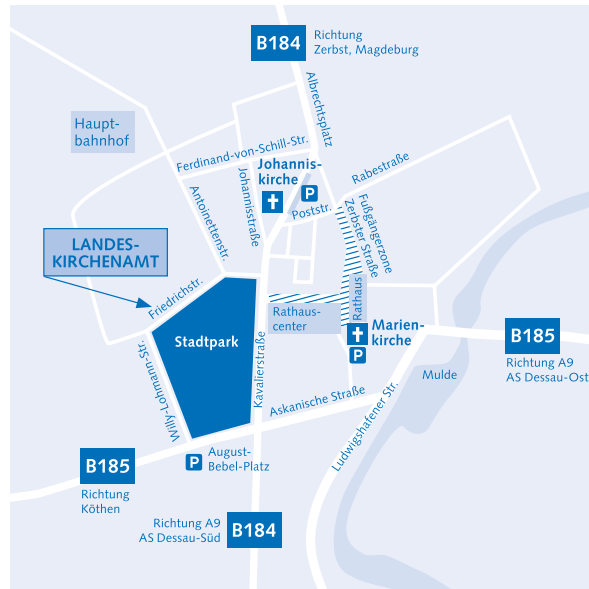 B184
Richtung
Zerbst, Magdeburg
Albrechtsplatz
Haupt-
bahnhof
Ferdinand-von-Schill-Str.
Johannis-
kirche
P
Rabestraße
Antoinettenstr.
Johannisstraße
Poststr.
Fußgängerzone
Zerbster Straße
LANDES-
KIRCHENAMT
Friedrichstr.
Rathaus
Rathaus-
center
Marien-
kirche
P
Stadtpark
Kavalierstraße
B185
Richtung A9
AS Dessau-Ost
Mulde
Willy-Lohmann-Str.
Askanische Straße
Ludwigshafener Str.
P
August-
Bebel-Platz
B185
Richtung
Köthen
Richtung A9
AS Dessau-Süd
B184